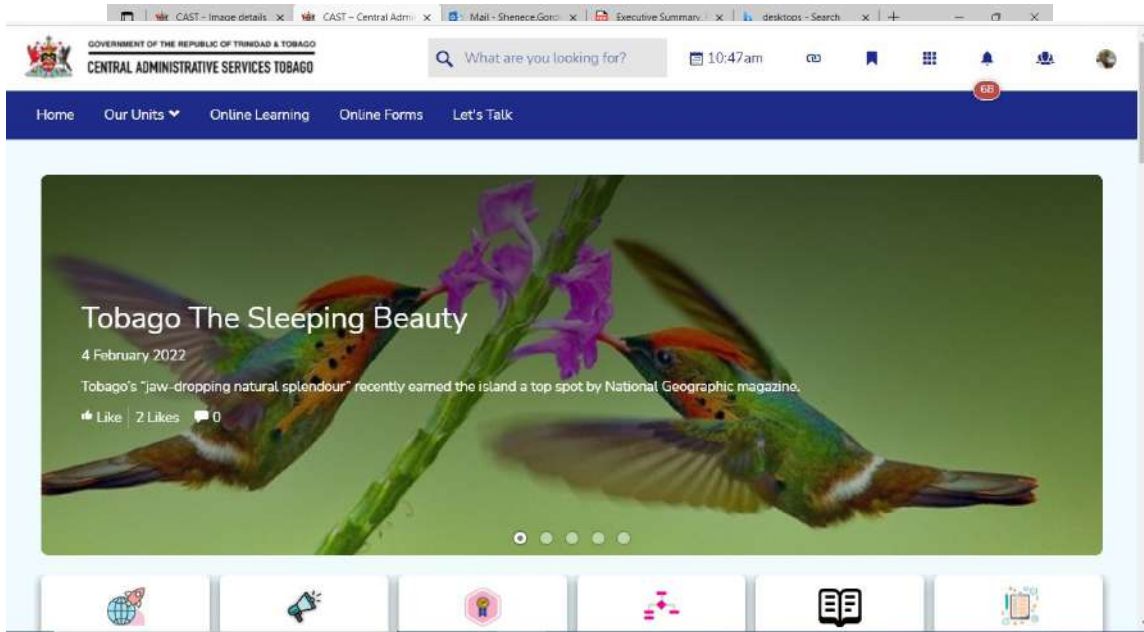 CAST – Image details
CAST – Central Admi
Mail - Shenece.Gord
Executive Summary
desktops - Search
GOVERNMENT OF THE REPUBLIC OF TRINIDAD & TOBAGO
CENTRAL ADMINISTRATIVE SERVICES TOBAGO
What are you looking for?
10:47am
68
Home Our Units Online Learning Online Forms Let's Talk
Tobago The Sleeping Beauty
4 February 2022
Tobago's "jaw-dropping natural splendour" recently earned the island a top spot by National Geographic magazine.
Like 2 Likes 0